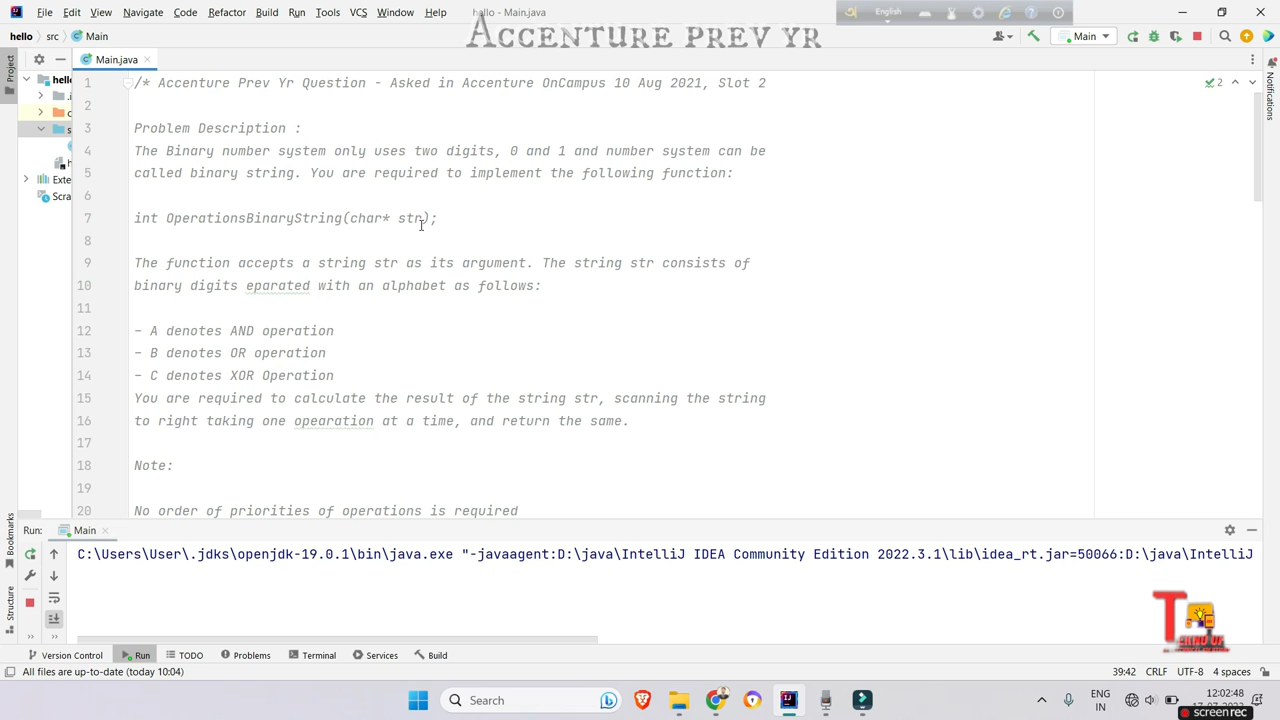 File Edit View Navigate Code Refactor Build Run Tools VCS Window Help hello - Main.java
ACCENTURE PREV YR
English
hello src Main
Main
Project
Main.java
Notifications
hello
Exte
Scra
2
1 /* Accenture Prev Yr Question - Asked in Accenture OnCampus 10 Aug 2021, Slot 2
2
3 Problem Description :
4 The Binary number system only uses two digits, 0 and 1 and number system can be
5 called binary string. You are required to implement the following function:
6
7 int OperationsBinaryString(char* str);
8
9 The function accepts a string str as its argument. The string str consists of
10 binary digits eparated with an alphabet as follows:
11
12 - A denotes AND operation
13 - B denotes OR operation
14 - C denotes XOR Operation
15 You are required to calculate the result of the string str, scanning the string
16 to right taking one opearation at a time, and return the same.
17
18 Note:
19
20 No order of priorities of operations is required
Bookmarks
Structure
Run: Main
C:\Users\User\.jdks\openjdk-19.0.1\bin\java.exe "-javaagent:D:\java\IntelliJ IDEA Community Edition 2022.3.1\lib\idea_rt.jar=50066:D:\java\IntelliJ
Version Control Run TODO Problems Terminal Services Build
All files are up-to-date (today 10:04) 39:42 CRLF UTF-8 4 spaces
Search
ENG
IN
12:02:48
screenrec